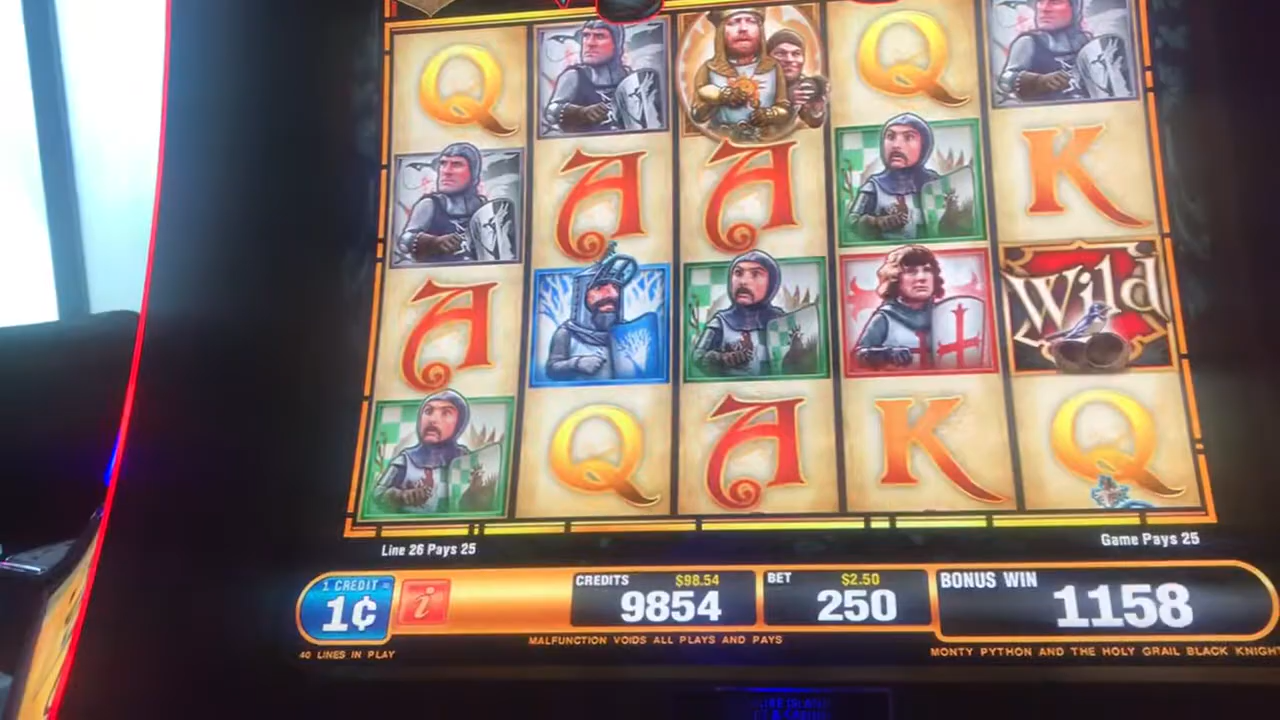 Q
Q
A
A
K
A
Wild
Q
A
K
Q
Line 26 Pays 25
Game Pays 25
1 CREDIT =
1¢
i
CREDITS $98.54
9854
BET $2.50
250
BONUS WIN
1158
MALFUNCTION VOIDS ALL PLAYS AND PAYS
40 LINES IN PLAY
MONTY PYTHON AND THE HOLY GRAIL BLACK KNIGH